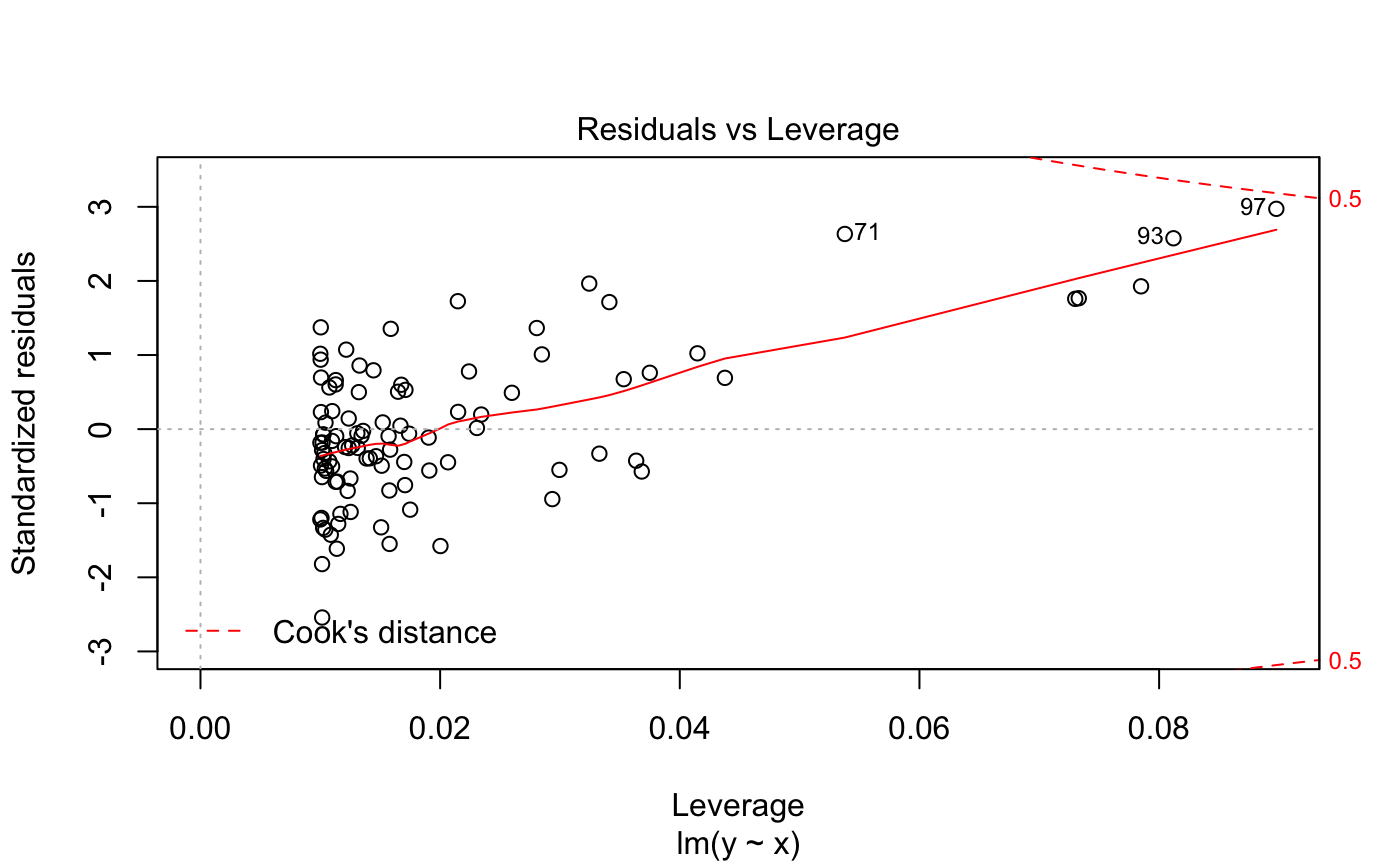 Residuals vs Leverage
Standardized residuals
3
2
1
0
-1
-2
-3
0.5
97
93
71
Cook's distance
0.5
0.00 0.02 0.04 0.06 0.08
Leverage
lm(y ~ x)